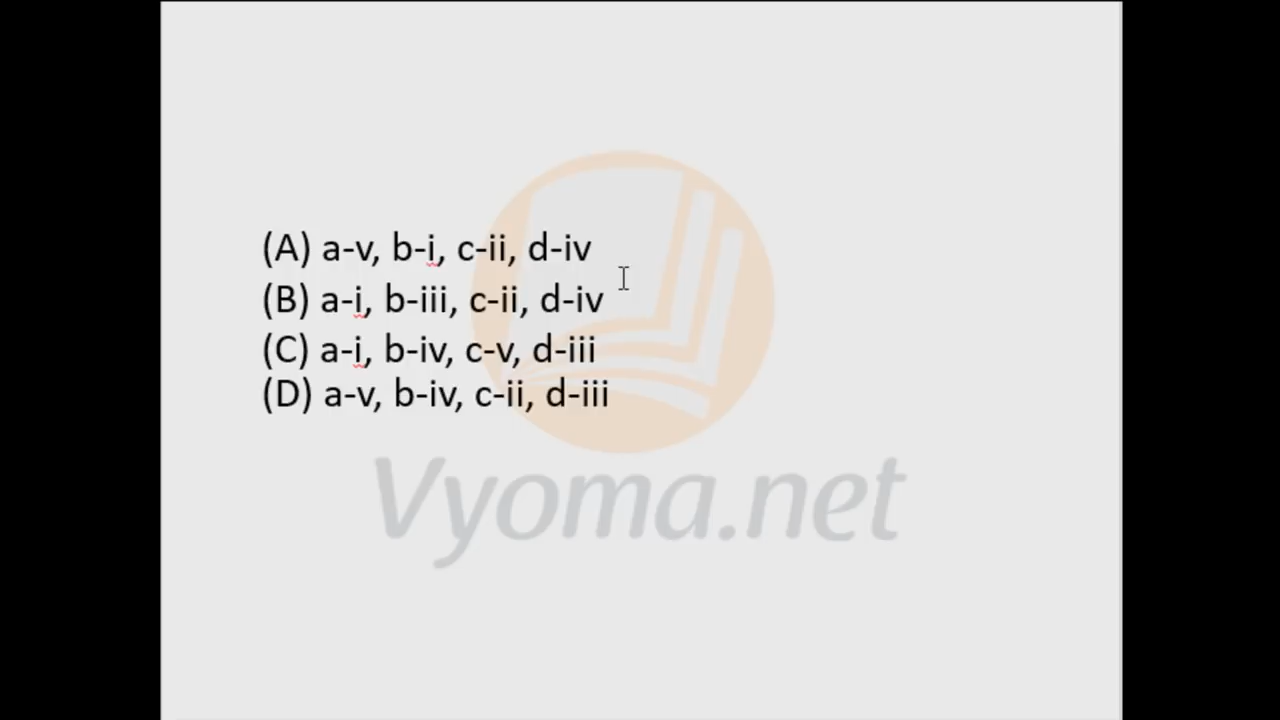 (A) a-v, b-i, c-ii, d-iv
(B) a-i, b-iii, c-ii, d-iv
(C) a-i, b-iv, c-v, d-iii
(D) a-v, b-iv, c-ii, d-iii
Vyoma.net